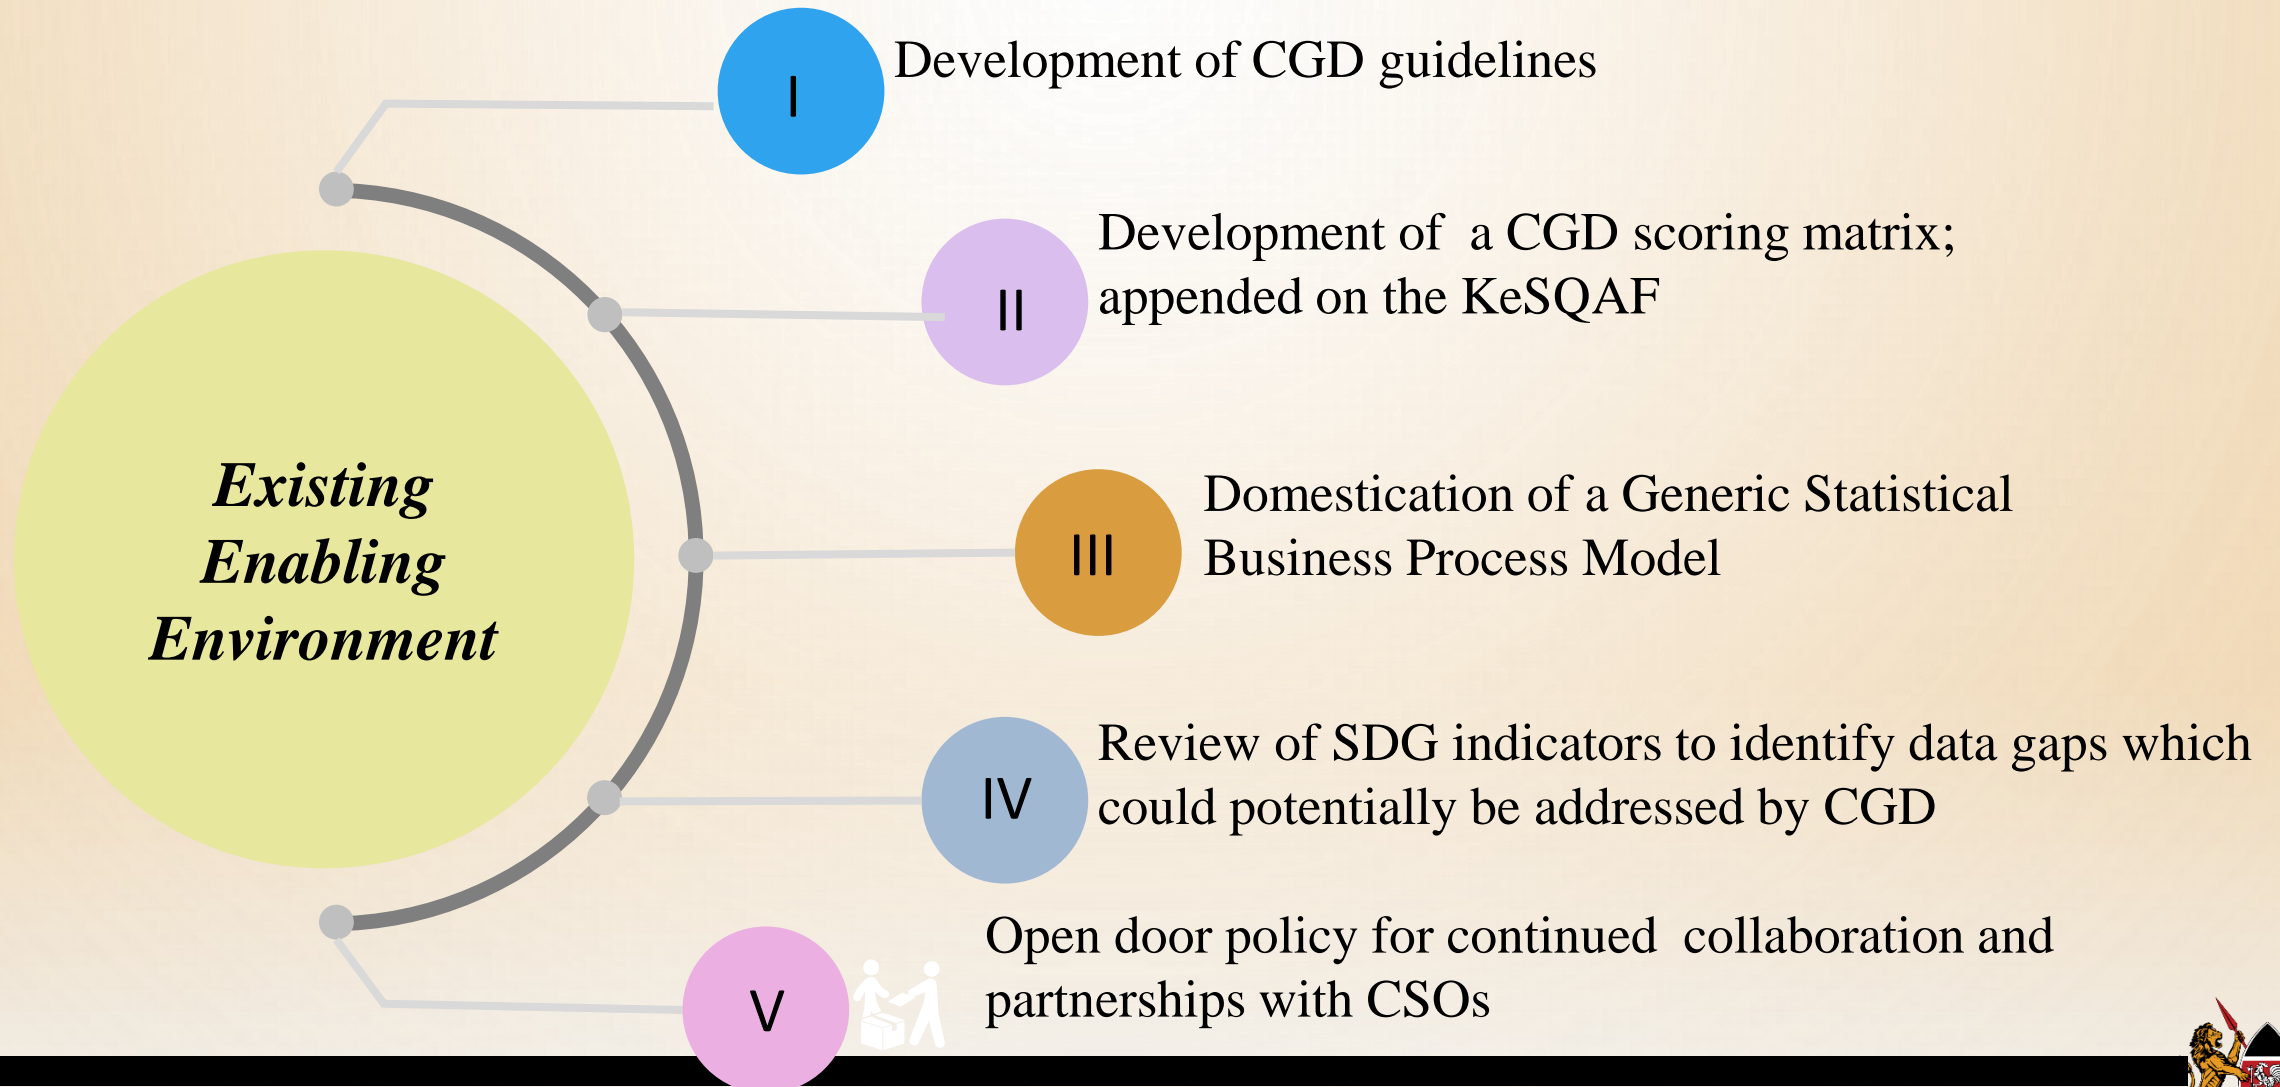 I
Development of CGD guidelines
II
Development of a CGD scoring matrix;
appended on the KeSQAF
Existing
Enabling
Environment
III
Domestication of a Generic Statistical
Business Process Model
IV
Review of SDG indicators to identify data gaps which
could potentially be addressed by CGD
V
Open door policy for continued collaboration and
partnerships with CSOs